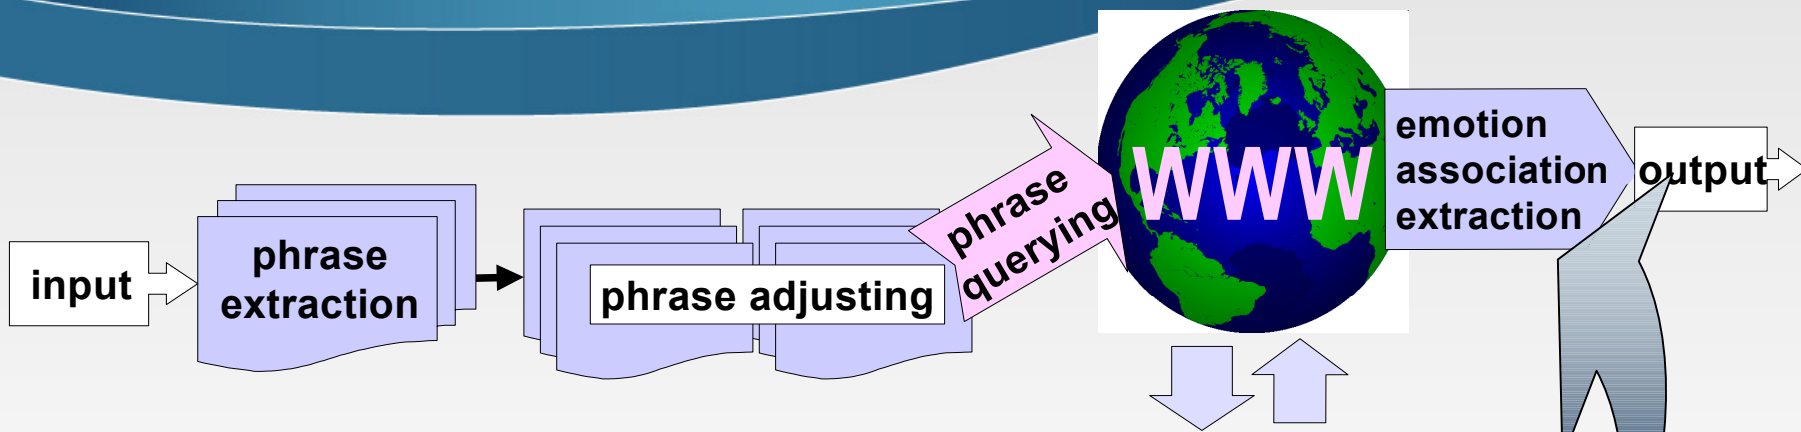 input
phrase
extraction
phrase adjusting
phrase
querying
WWW
emotion
association
extraction
output